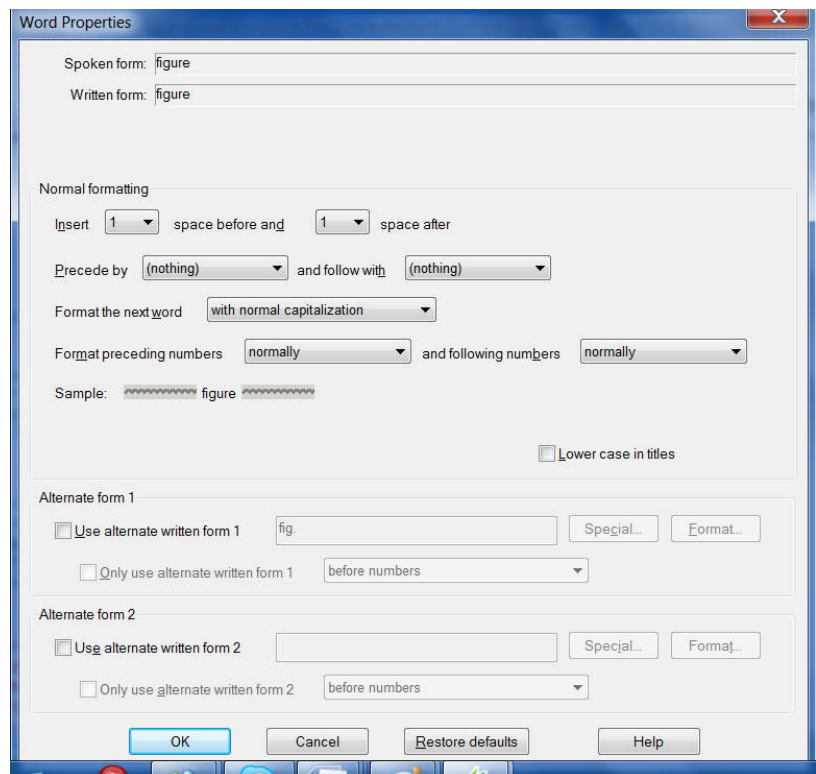 Word Properties
Spoken form: figure
Written form: figure
Normal formatting
Insert 1 space before and 1 space after
Precede by (nothing) and follow with (nothing)
Format the next word with normal capitalization
Format preceding numbers normally and following numbers normally
Sample: figure
Lower case in titles
Alternate form 1
Use alternate written form 1 fig. Special... Format...
Only use alternate written form 1 before numbers
Alternate form 2
Use alternate written form 2 Special... Format...
Only use alternate written form 2 before numbers
OK Cancel Restore defaults Help